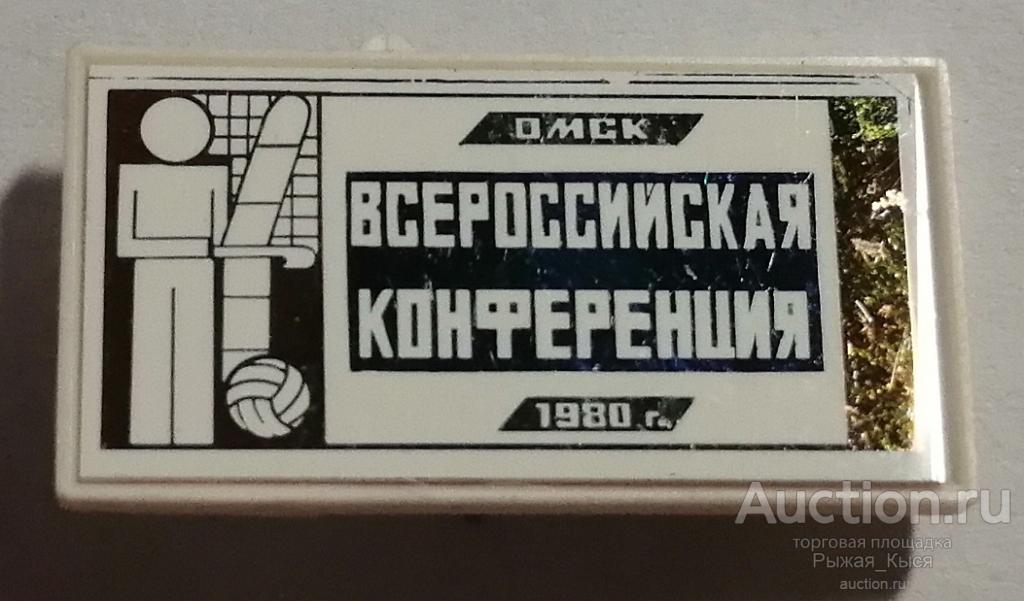 ОМСК
ВСЕРОССИЙСКАЯ
КОНФЕРЕНЦИЯ
1980 г.
Auction.ru
торговая площадка
Рыжая_Кыся
auction.ru